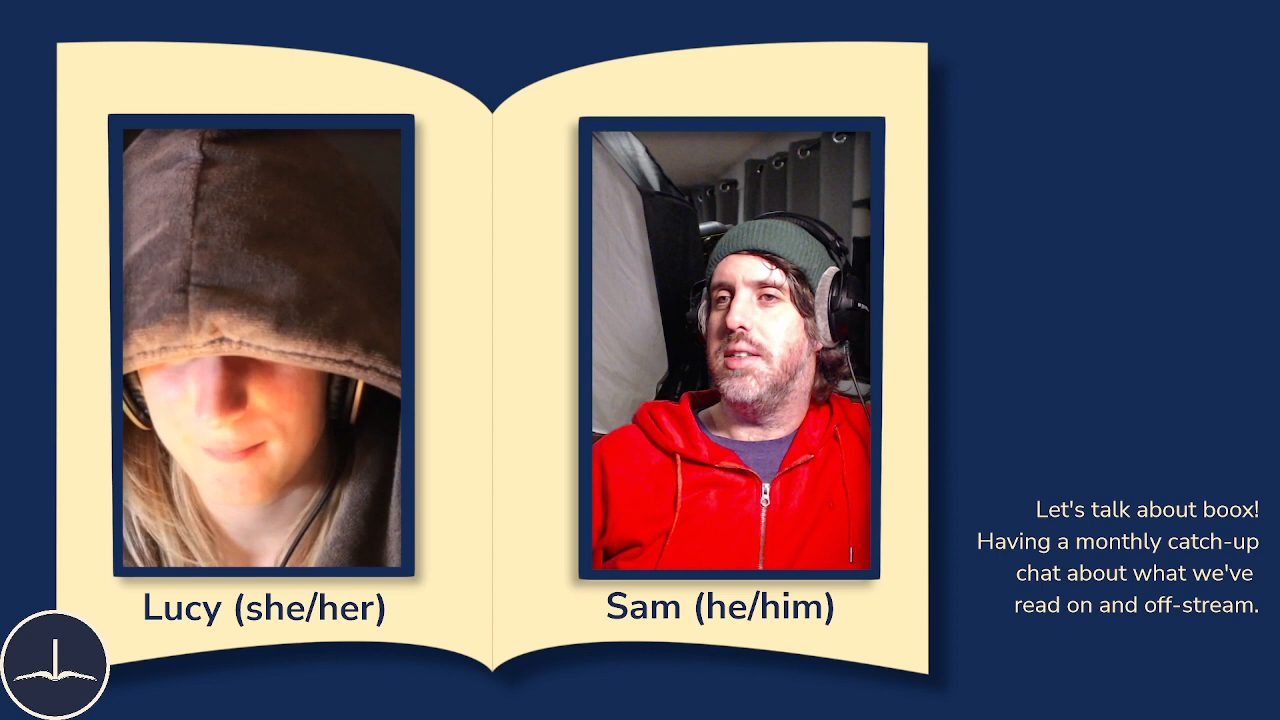 Lucy (she/her)
Sam (he/him)
Let's talk about boox!
Having a monthly catch-up
chat about what we've
read on and off-stream.